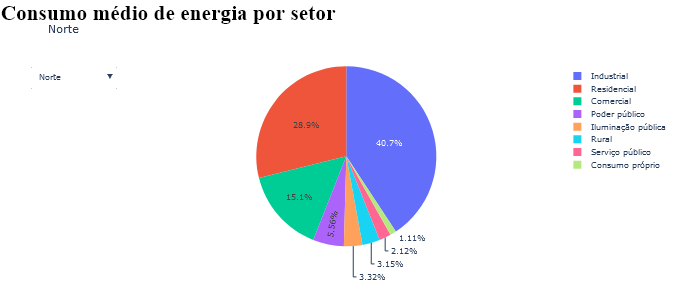 Consumo médio de energia por setor
Norte
Norte
Industrial
Residencial
Comercial
Poder público
Iluminação pública
Rural
Serviço público
Consumo próprio
40.7%
28.9%
15.1%
5.56%
3.32%
3.15%
2.12%
1.11%